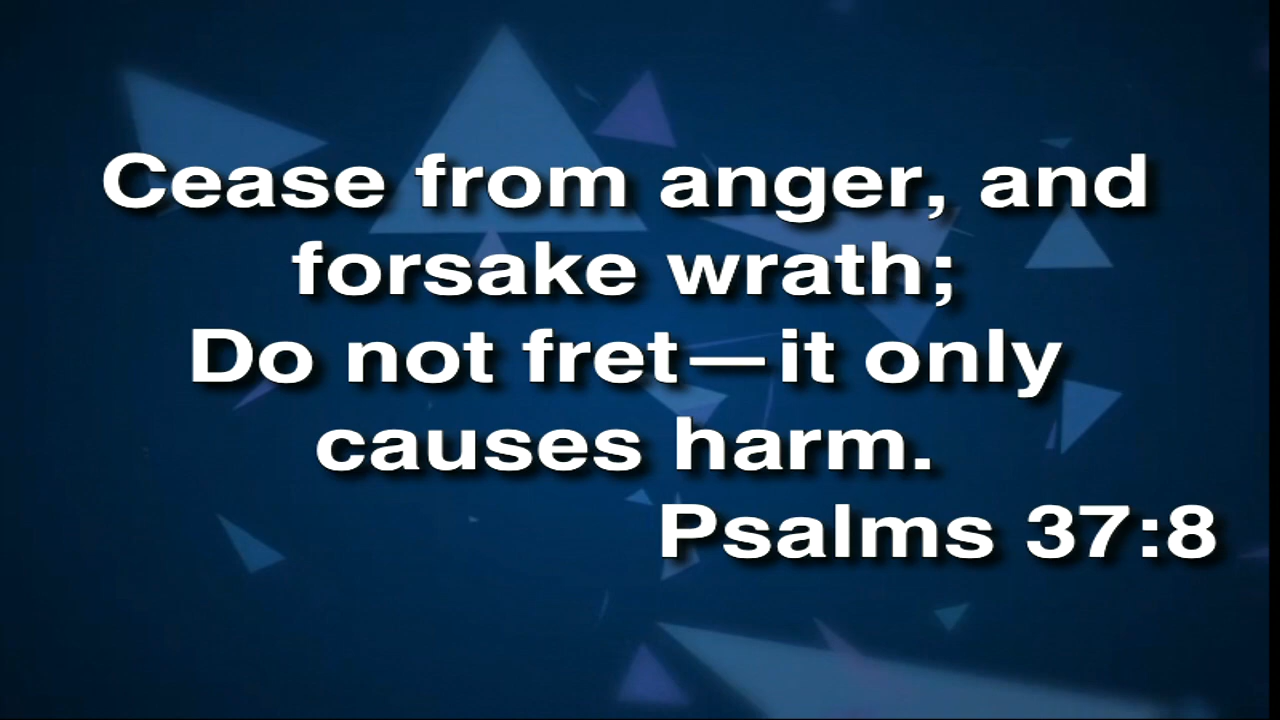 Cease from anger, and
forsake wrath;
Do not fret—it only
causes harm.
Psalms 37:8